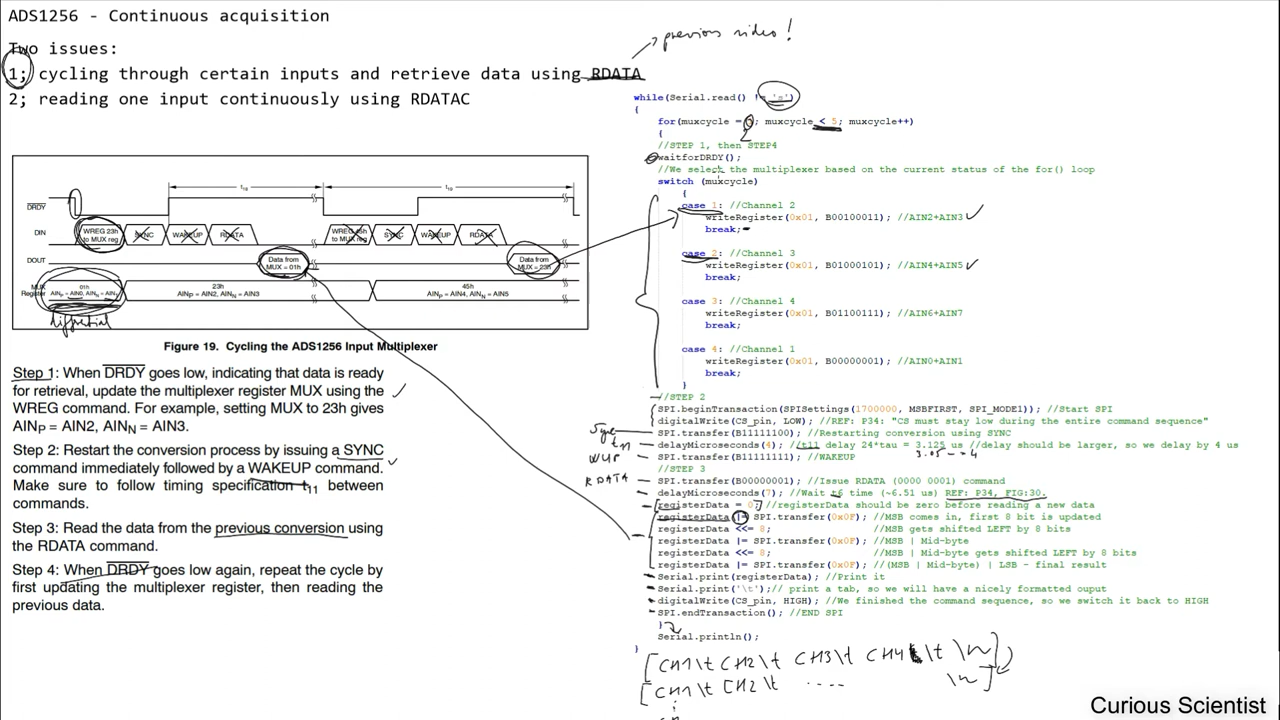 ADS1256 - Continuous acquisition
Two issues:
previous video!
1; cycling through certain inputs and retrieve data using RDATA
2; reading one input continuously using RDATAC
DRDY
t19
t19
DIN
WREG 23h to MUX reg
SYNC
WAKEUP
RDATA
WREG 45h to MUX reg
SYNC
WAKEUP
RDATA
DOUT
Data from MUX = 01h
Data from MUX = 23h
MUX Register
01h
AINP = AIN0, AINN = AIN1
23h
AINP = AIN2, AINN = AIN3
45h
AINP = AIN4, AINN = AIN5
differential
Figure 19. Cycling the ADS1256 Input Multiplexer
Step 1: When DRDY goes low, indicating that data is ready
for retrieval, update the multiplexer register MUX using the
WREG command. For example, setting MUX to 23h gives
AINP = AIN2, AINN = AIN3.
Step 2: Restart the conversion process by issuing a SYNC
command immediately followed by a WAKEUP command.
Make sure to follow timing specification t11 between
commands.
Step 3: Read the data from the previous conversion using
the RDATA command.
Step 4: When DRDY goes low again, repeat the cycle by
first updating the multiplexer register, then reading the
previous data.
while(Serial.read() != 's')
{
for(muxcycle = ; muxcycle < 5; muxcycle++)
{
//STEP 1, then STEP4
waitforDRDY();
//We select the multiplexer based on the current status of the for() loop
switch (muxcycle)
{
case 1: //Channel 2
writeRegister(0x01, B00100011); //AIN2+AIN3
break;
case 2: //Channel 3
writeRegister(0x01, B01000101); //AIN4+AIN5
break;
case 3: //Channel 4
writeRegister(0x01, B01100111); //AIN6+AIN7
break;
case 4: //Channel 1
writeRegister(0x01, B00000001); //AIN0+AIN1
break;
}
//STEP 2
SPI.beginTransaction(SPISettings(1700000, MSBFIRST, SPI_MODE1)); //Start SPI
digitalWrite(CS_pin, LOW); //REF: P34: "CS must stay low during the entire command sequence"
SPI.transfer(B11111100); //Restarting conversion using SYNC
t11
delayMicroseconds(4); //t11 delay 24*tau = 3.125 us //delay should be larger, so we delay by 4 us
WUP
SPI.transfer(B11111111); //WAKEUP
//STEP 3
RDATA
SPI.transfer(B00000001); //Issue RDATA (0000 0001) command
delayMicroseconds(7); //Wait t6 time (~6.51 us) REF: P34, FIG:30.
registerData = 0; //registerData should be zero before reading a new data
registerData |= SPI.transfer(0x0F); //MSB comes in, first 8 bit is updated
registerData <<= 8; //MSB gets shifted LEFT by 8 bits
registerData |= SPI.transfer(0x0F); //MSB | Mid-byte
registerData <<= 8; //MSB | Mid-byte gets shifted LEFT by 8 bits
registerData |= SPI.transfer(0x0F); //(MSB | Mid-byte) | LSB - final result
Serial.print(registerData); //Print it
Serial.print('\t');// print a tab, so we will have a nicely formatted ouput
digitalWrite(CS_pin, HIGH); //We finished the command sequence, so we switch it back to HIGH
SPI.endTransaction(); //END SPI
}
Serial.println();
}
[CH1\t CH2\t CH3\t CH4\t \n]
[CH1\t CH2\t .... \n]
Curious Scientist